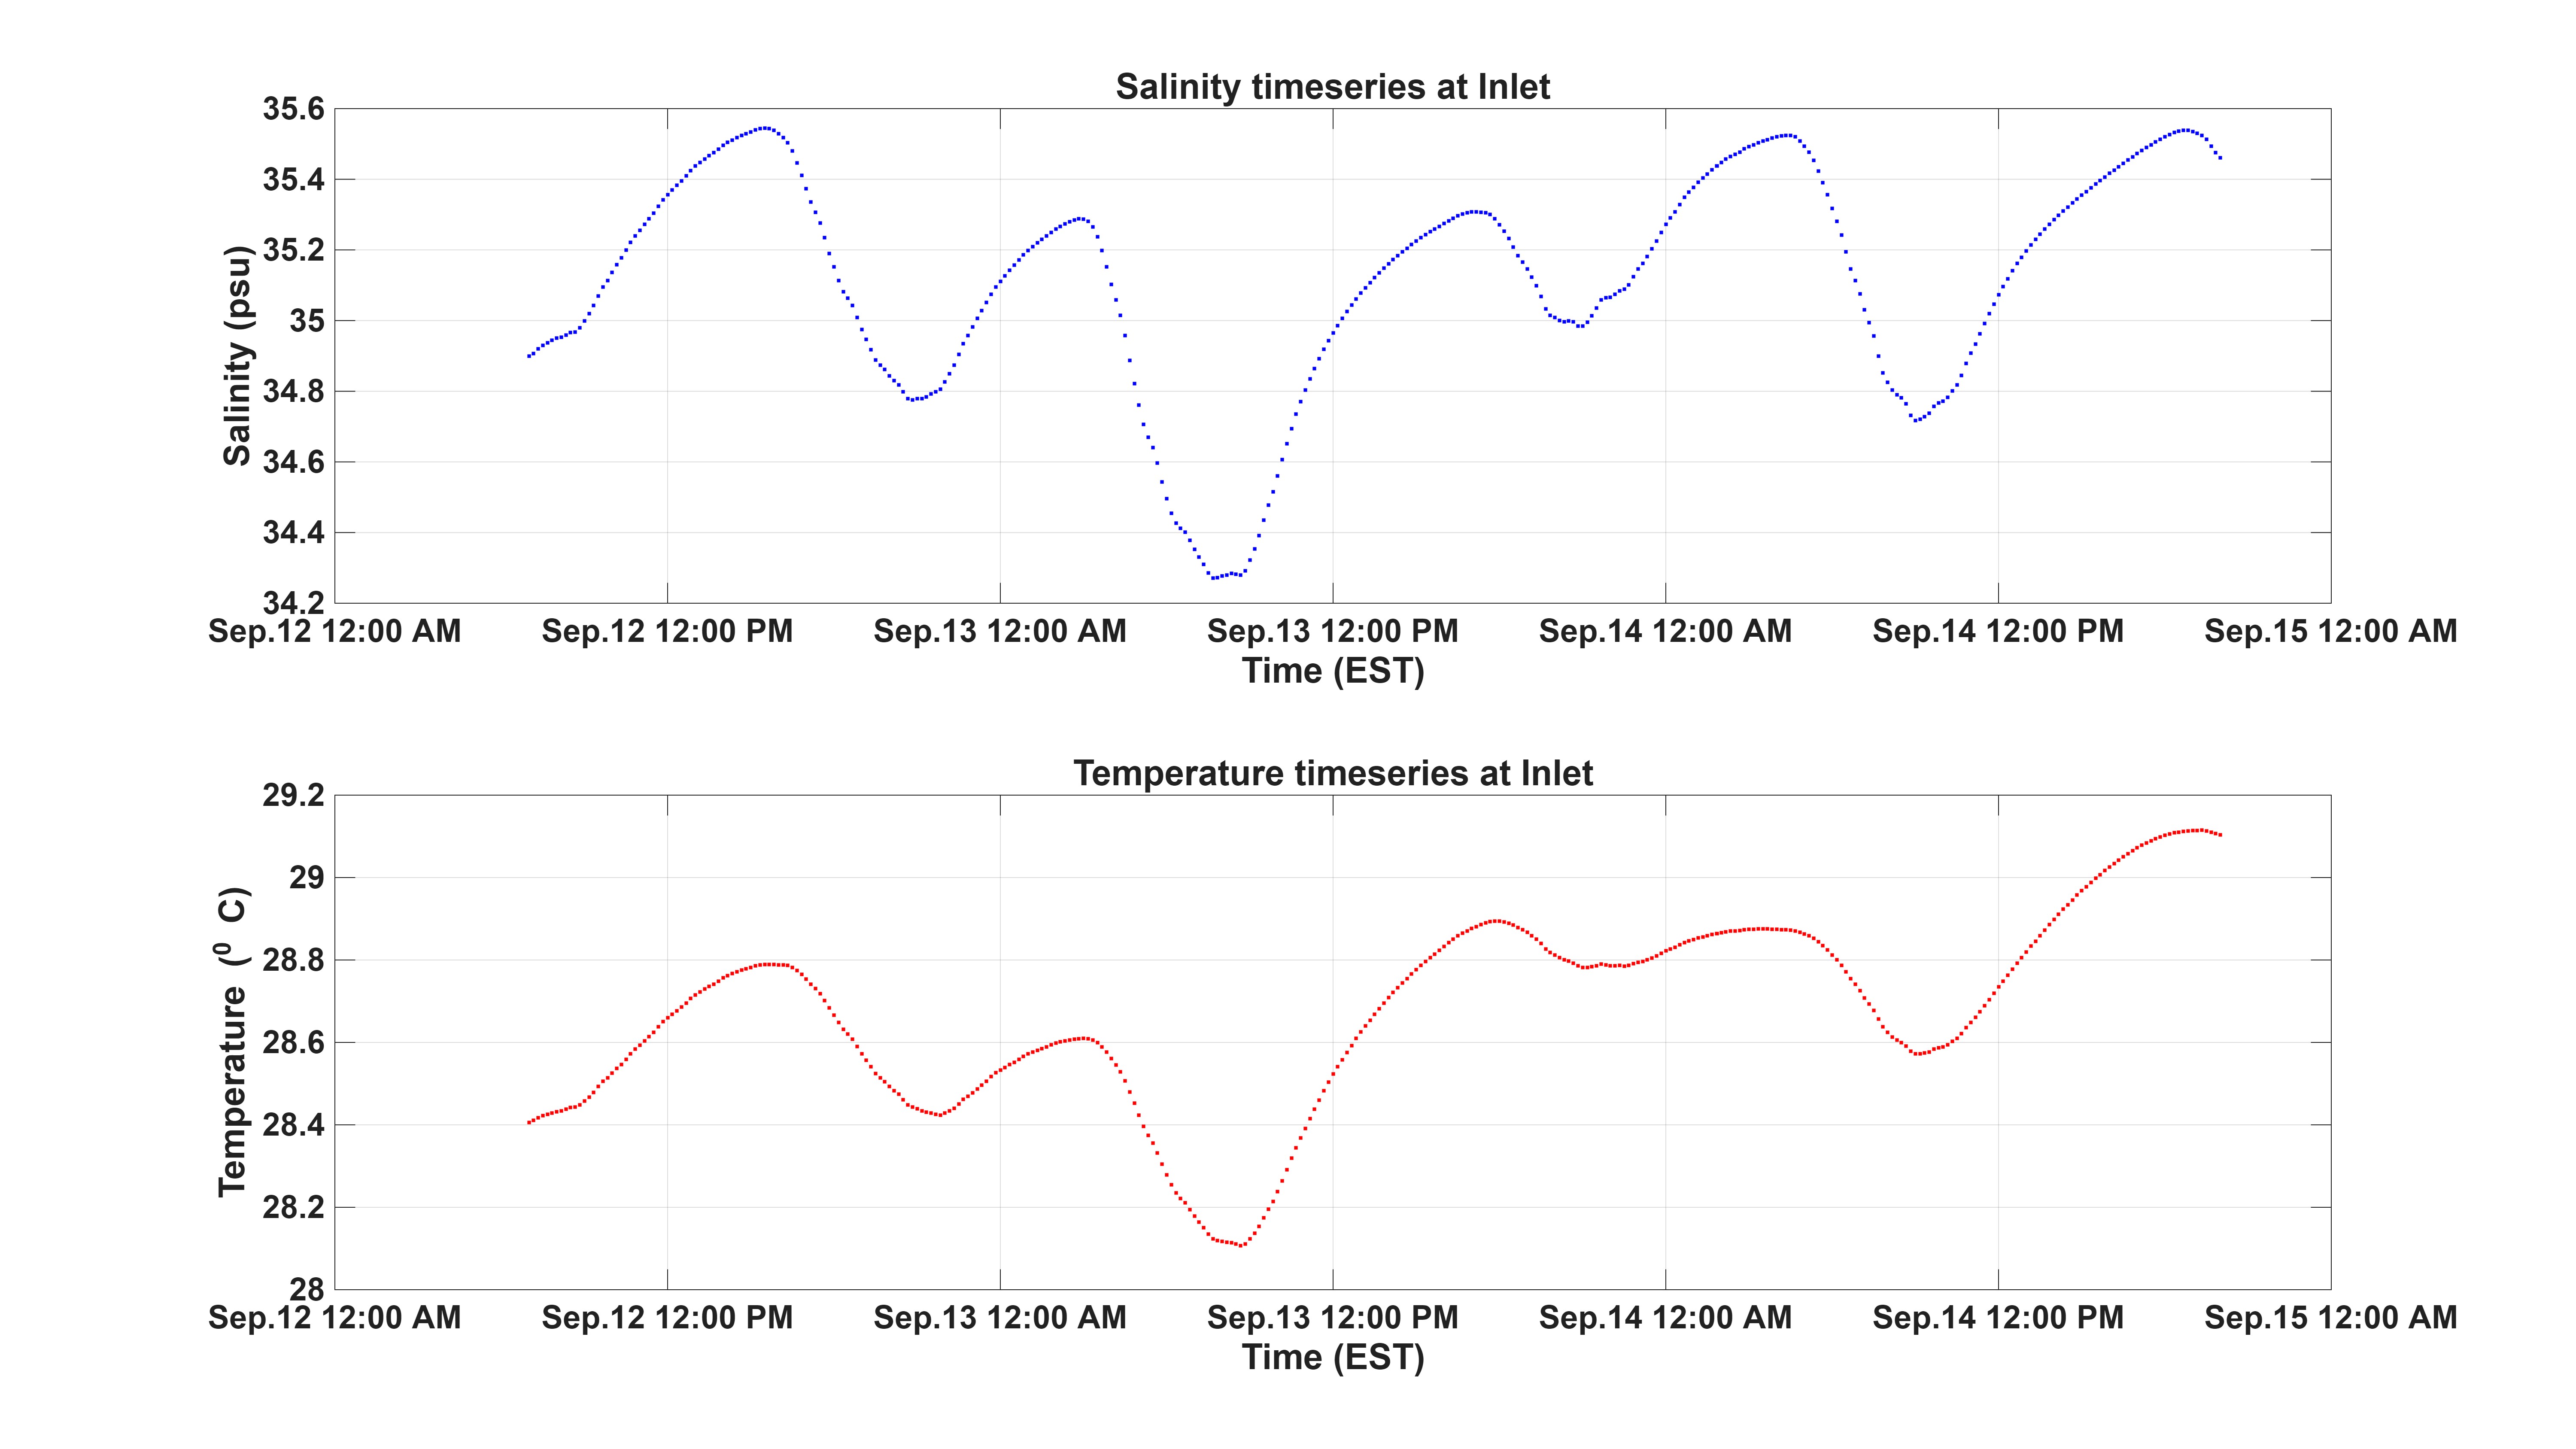 Salinity timeseries at Inlet
35.6
35.4
35.2
35
34.8
34.6
34.4
34.2
Salinity (psu)
Sep.12 12:00 AM Sep.12 12:00 PM Sep.13 12:00 AM Sep.13 12:00 PM Sep.14 12:00 AM Sep.14 12:00 PM Sep.15 12:00 AM
Time (EST)
Temperature timeseries at Inlet
29.2
29
28.8
28.6
28.4
28.2
28
Temperature (⁰ C)
Sep.12 12:00 AM Sep.12 12:00 PM Sep.13 12:00 AM Sep.13 12:00 PM Sep.14 12:00 AM Sep.14 12:00 PM Sep.15 12:00 AM
Time (EST)